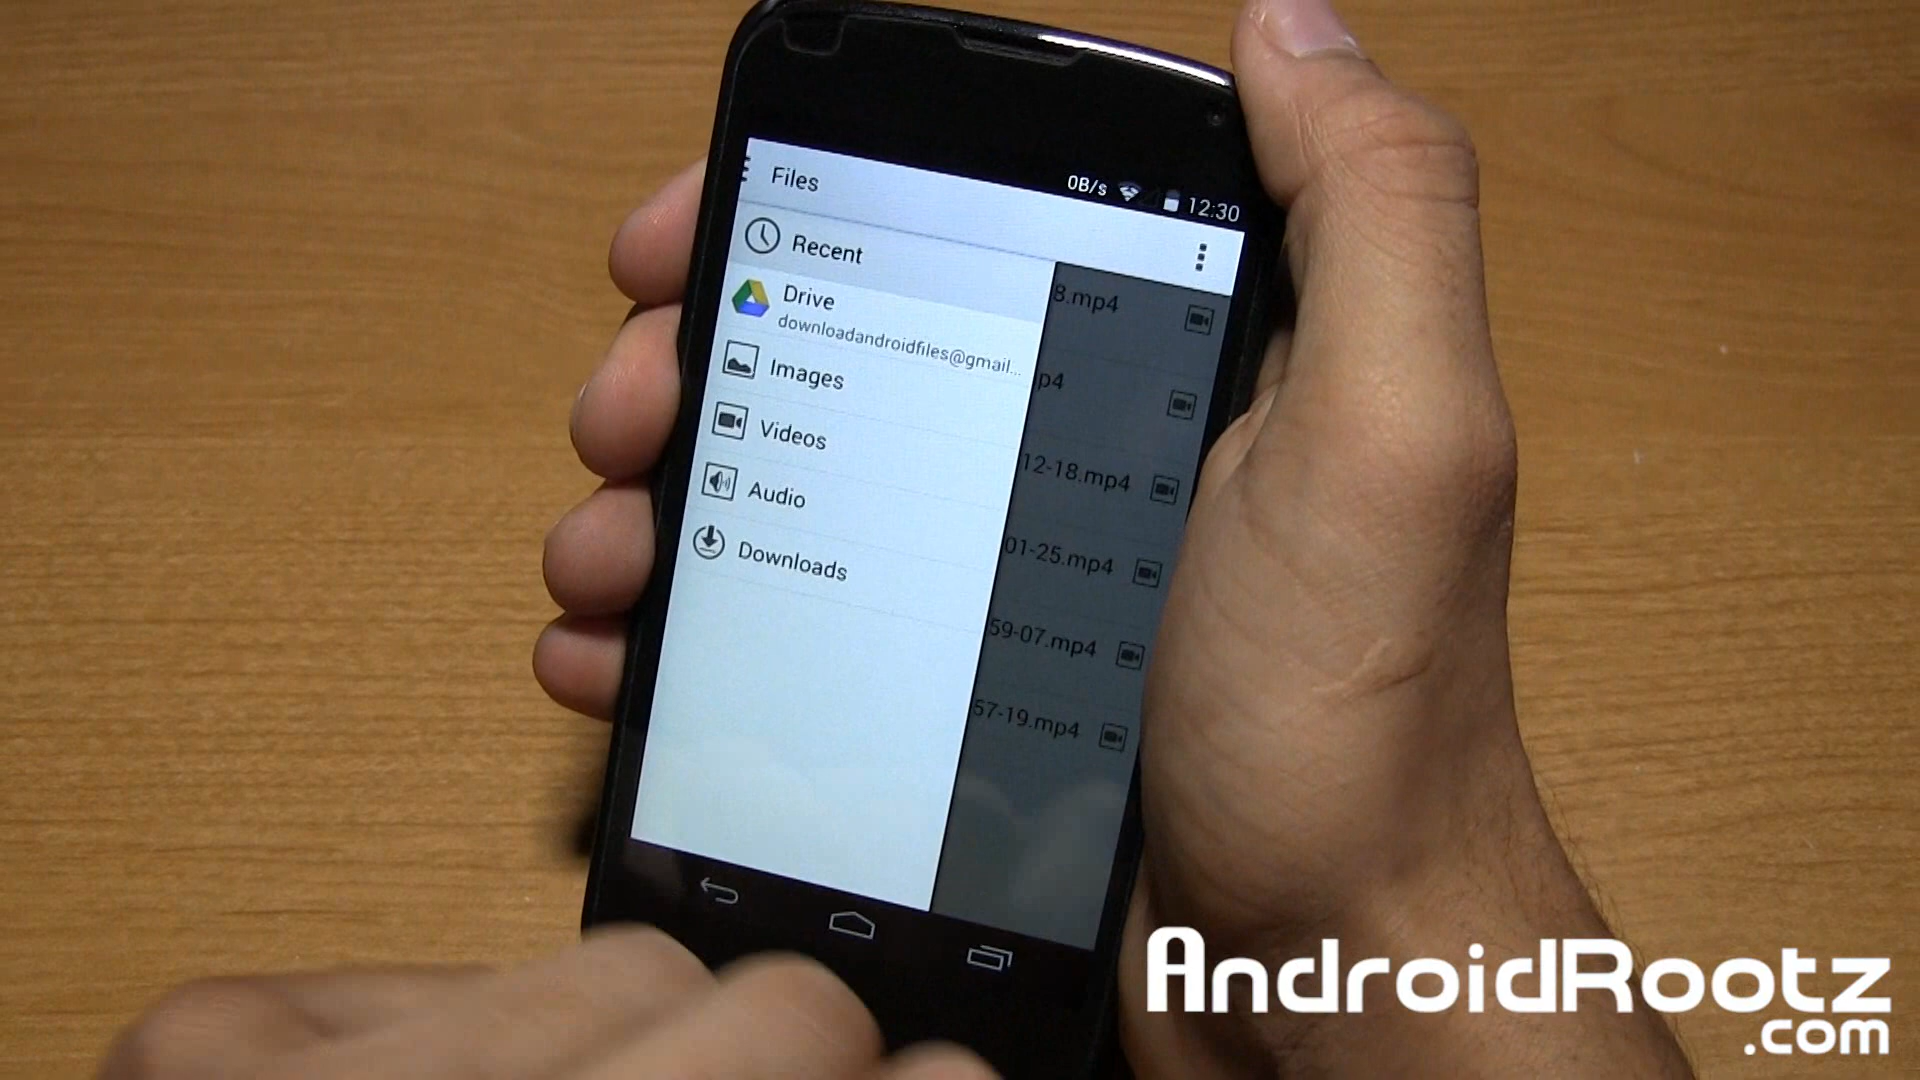 0B/s 12:30
Files
Recent
Drive
downloadandroidfiles@gmail...
Images
Videos
Audio
Downloads
8.mp4
p4
12-18.mp4
01-25.mp4
59-07.mp4
57-19.mp4
AndroidRootz
.com